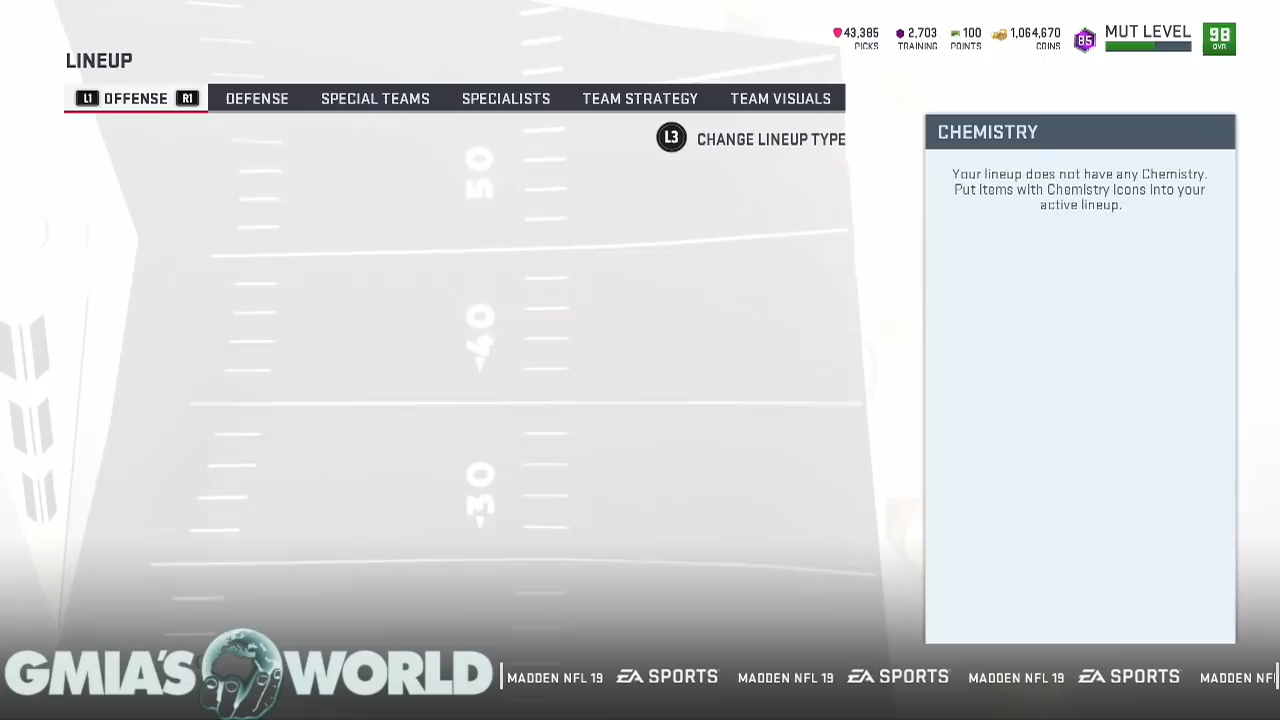 43,385 PICKS
2,703 TRAINING
100 POINTS
1,064,670 COINS
85
MUT LEVEL
98 OVR
LINEUP
L1 OFFENSE R1 DEFENSE SPECIAL TEAMS SPECIALISTS TEAM STRATEGY TEAM VISUALS
L3 CHANGE LINEUP TYPE
CHEMISTRY
Your lineup does not have any Chemistry.
Put items with Chemistry icons into your
active lineup.
50
40
30
GMIA'S WORLD
MADDEN NFL 19 EA SPORTS MADDEN NFL 19 EA SPORTS MADDEN NFL 19 EA SPORTS MADDEN NF